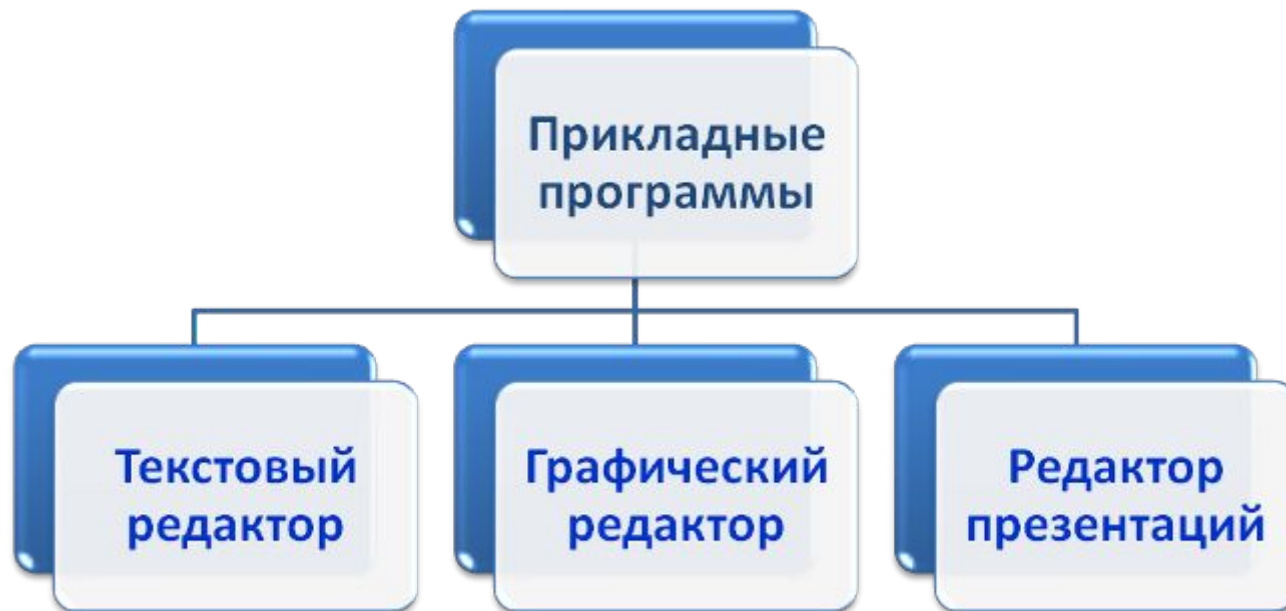 Прикладные
программы
Текстовый
редактор
Графический
редактор
Редактор
презентаций